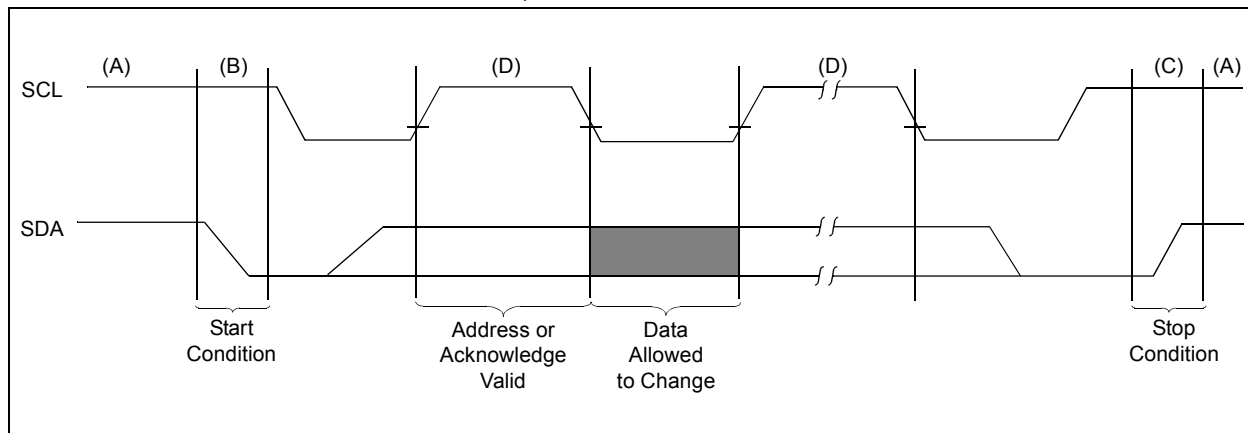 (A) (B) (D) (D) (C) (A)
SCL
SDA
Start
Condition
Address or
Acknowledge
Valid
Data
Allowed
to Change
Stop
Condition